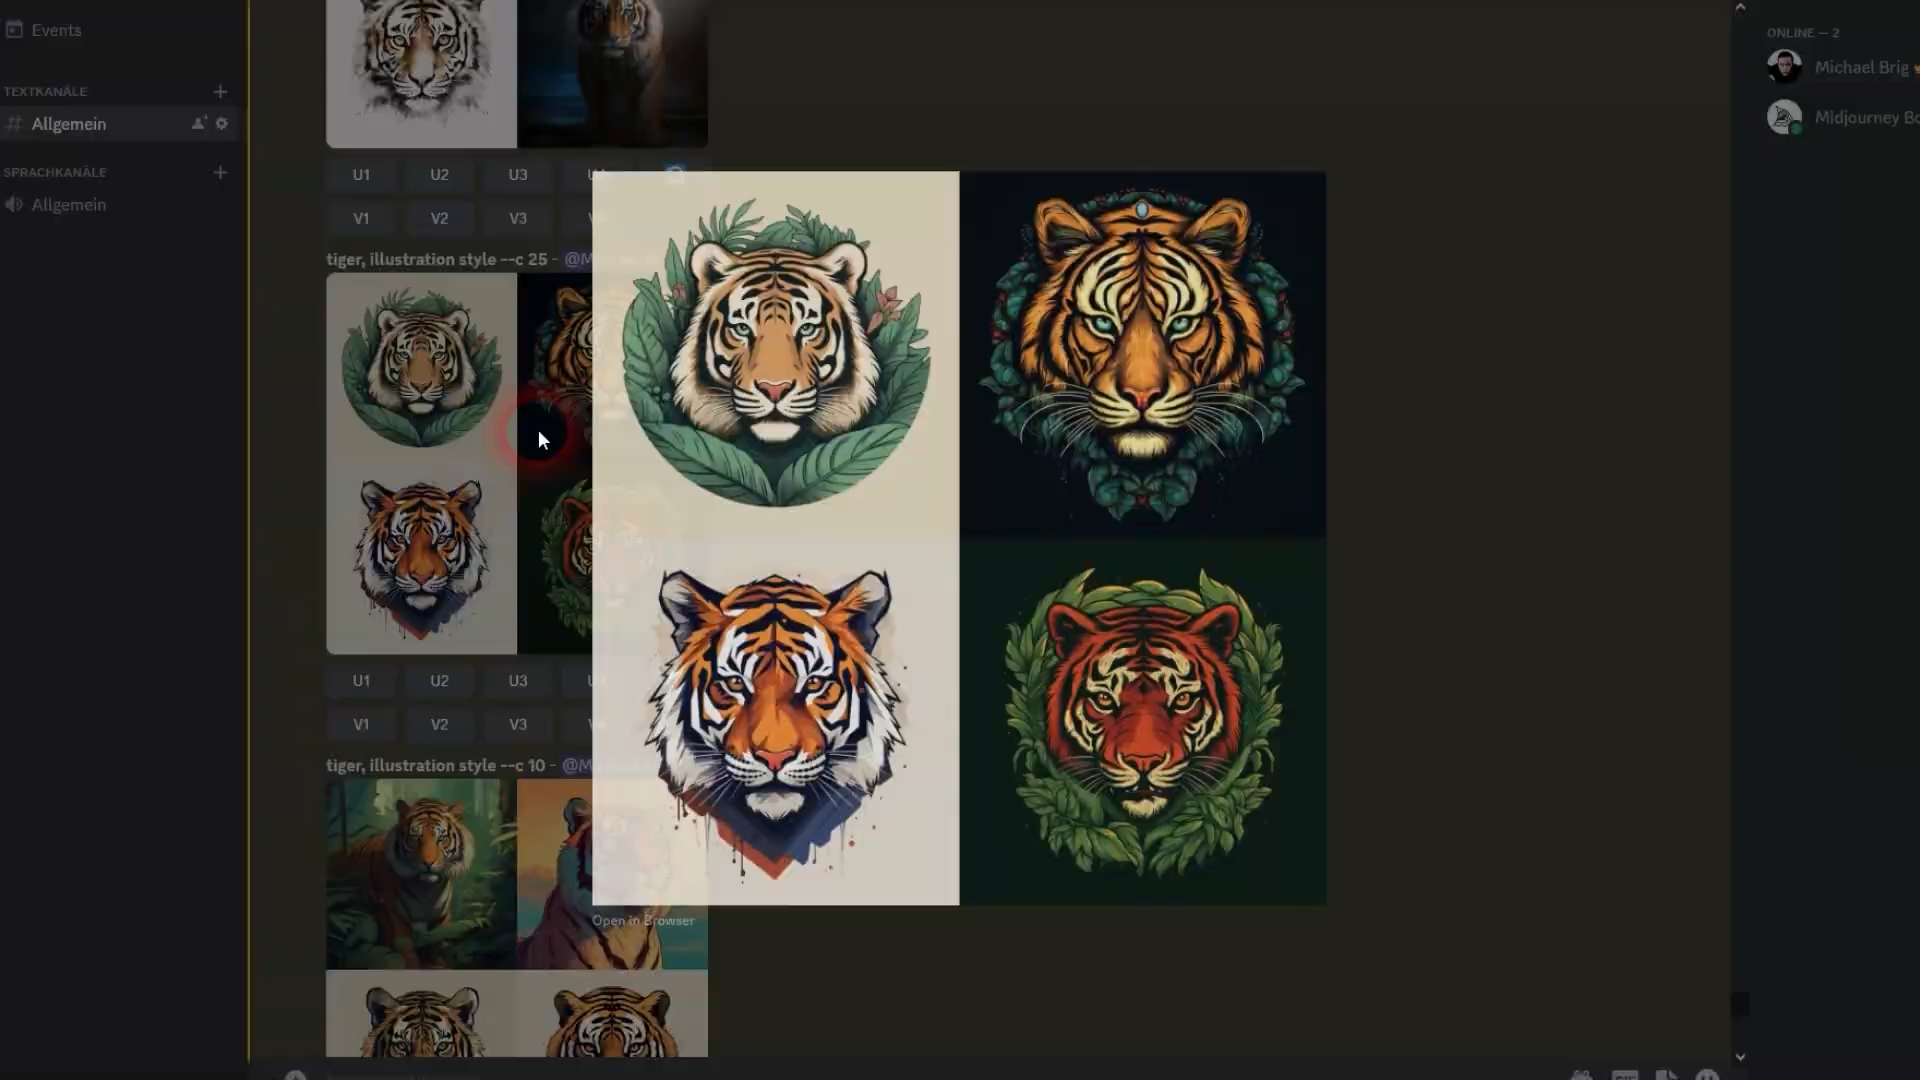 Events
TEXTKANÄLE
Allgemein
SPRACHKANÄLE
Allgemein
U1 U2 U3
V1 V2 V3
tiger, illustration style --c 25 - @M
U1 U2 U3
V1 V2 V3
tiger, illustration style --c 10 - @M
Open in Browser
ONLINE — 2
Michael Brig
Midjourney Bo